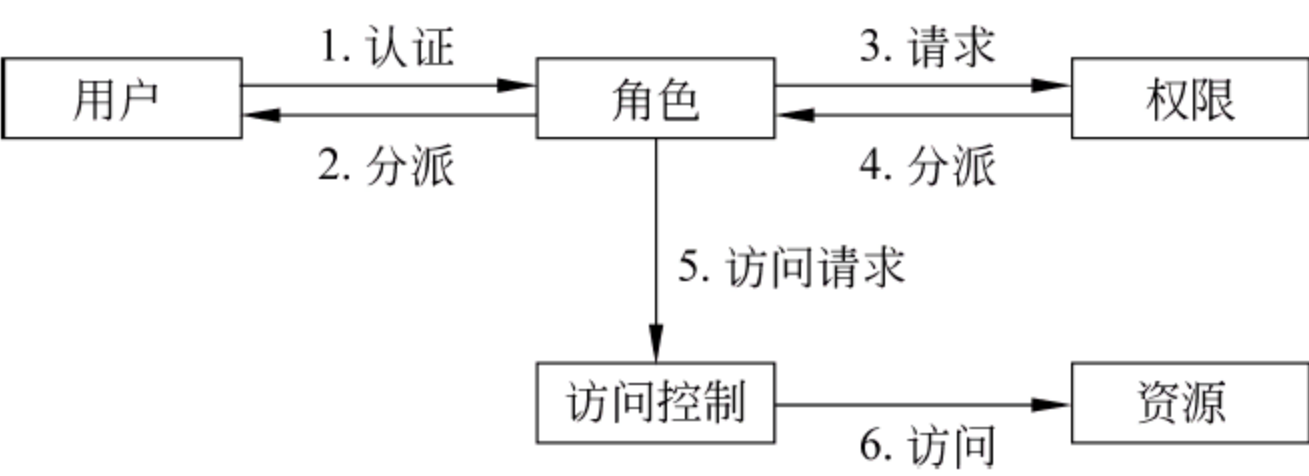 1. 认证
3. 请求
用户
角色
权限
2. 分派
4. 分派
5. 访问请求
访问控制
资源
6. 访问